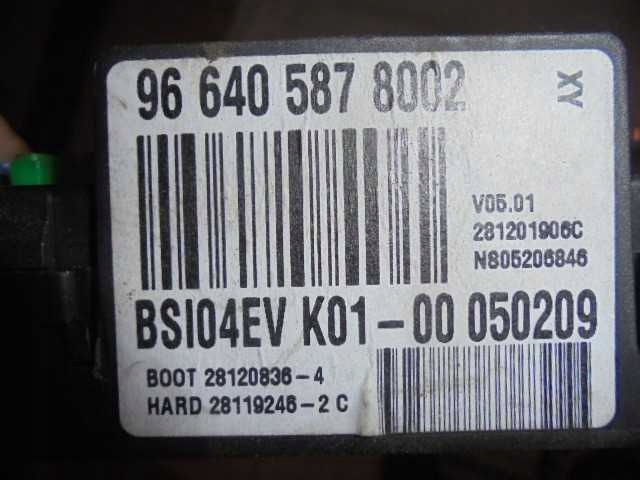 96 640 587 8002
XY
V05.01
281201906C
N805206846
BSI04EV K01-00 050209
BOOT 28120836-4
HARD 28119246-2 C